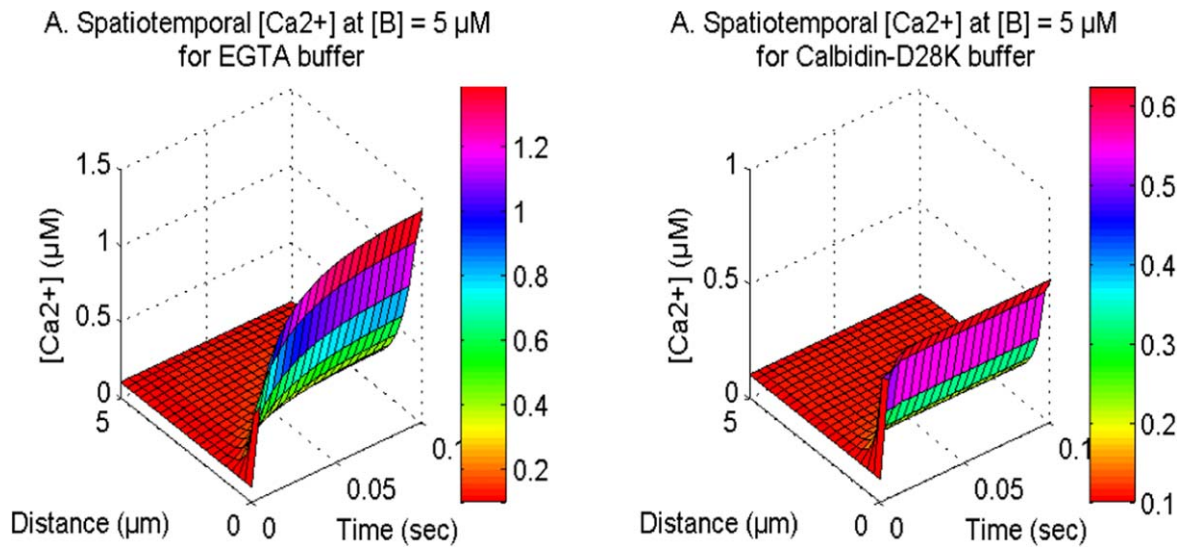 A. Spatiotemporal [Ca2+] at [B] = 5 µM
for EGTA buffer
1.5
1
0.5
0
[Ca2+] (µM)
5
0
Distance (µm)
0
0.05
0.1
Time (sec)
1.2
1
0.8
0.6
0.4
0.2
A. Spatiotemporal [Ca2+] at [B] = 5 µM
for Calbidin-D28K buffer
1
0.5
0
[Ca2+] (µM)
5
0
Distance (µm)
0
0.05
0.1
Time (sec)
0.6
0.5
0.4
0.3
0.2
0.1